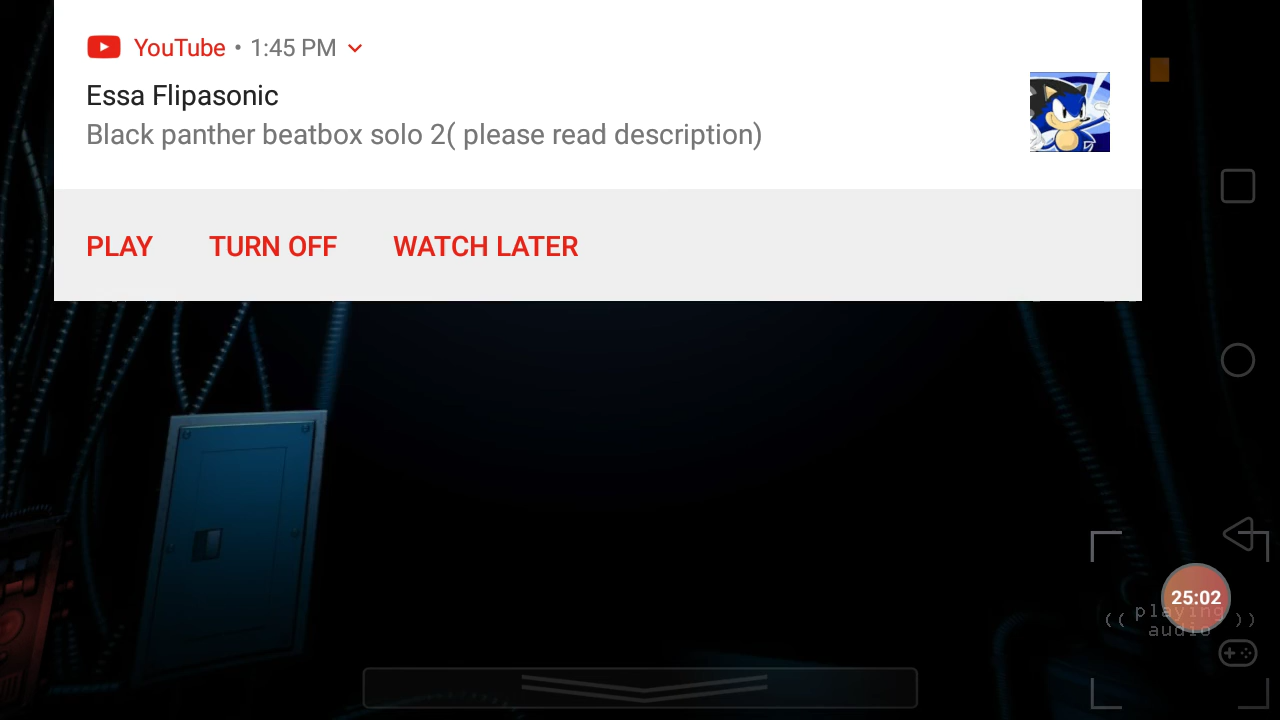 YouTube • 1:45 PM
Essa Flipasonic
Black panther beatbox solo 2( please read description)
PLAY TURN OFF WATCH LATER
25:02
(( playing ))
audio